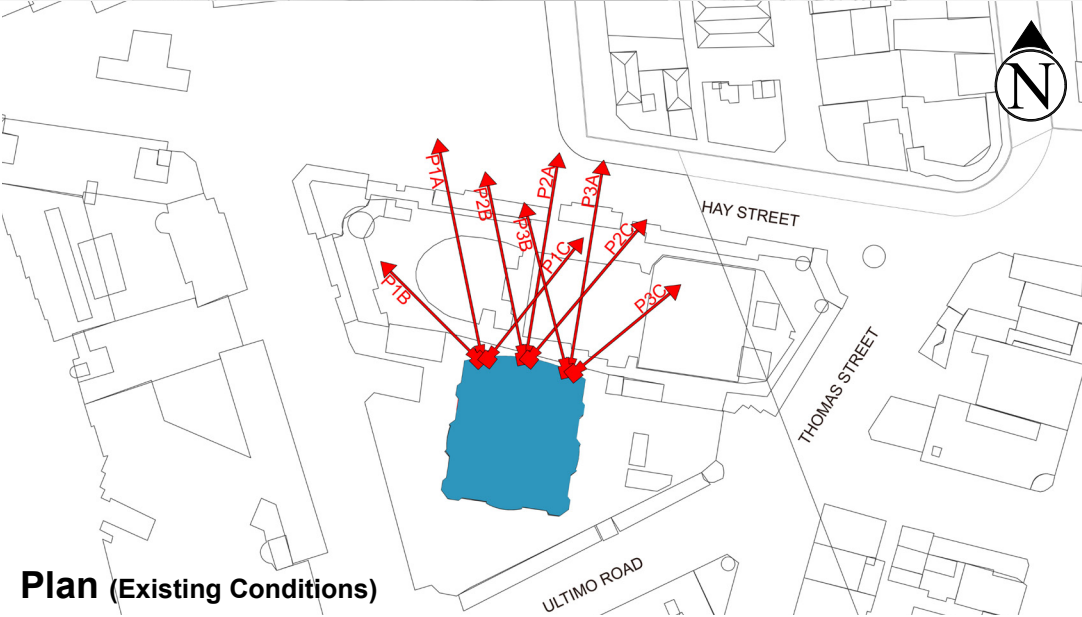 N
P1A
P2B
P2A
P3A
P3B
P1C
P2C
P1B
P3C
HAY STREET
THOMAS STREET
ULTIMO ROAD
Plan (Existing Conditions)